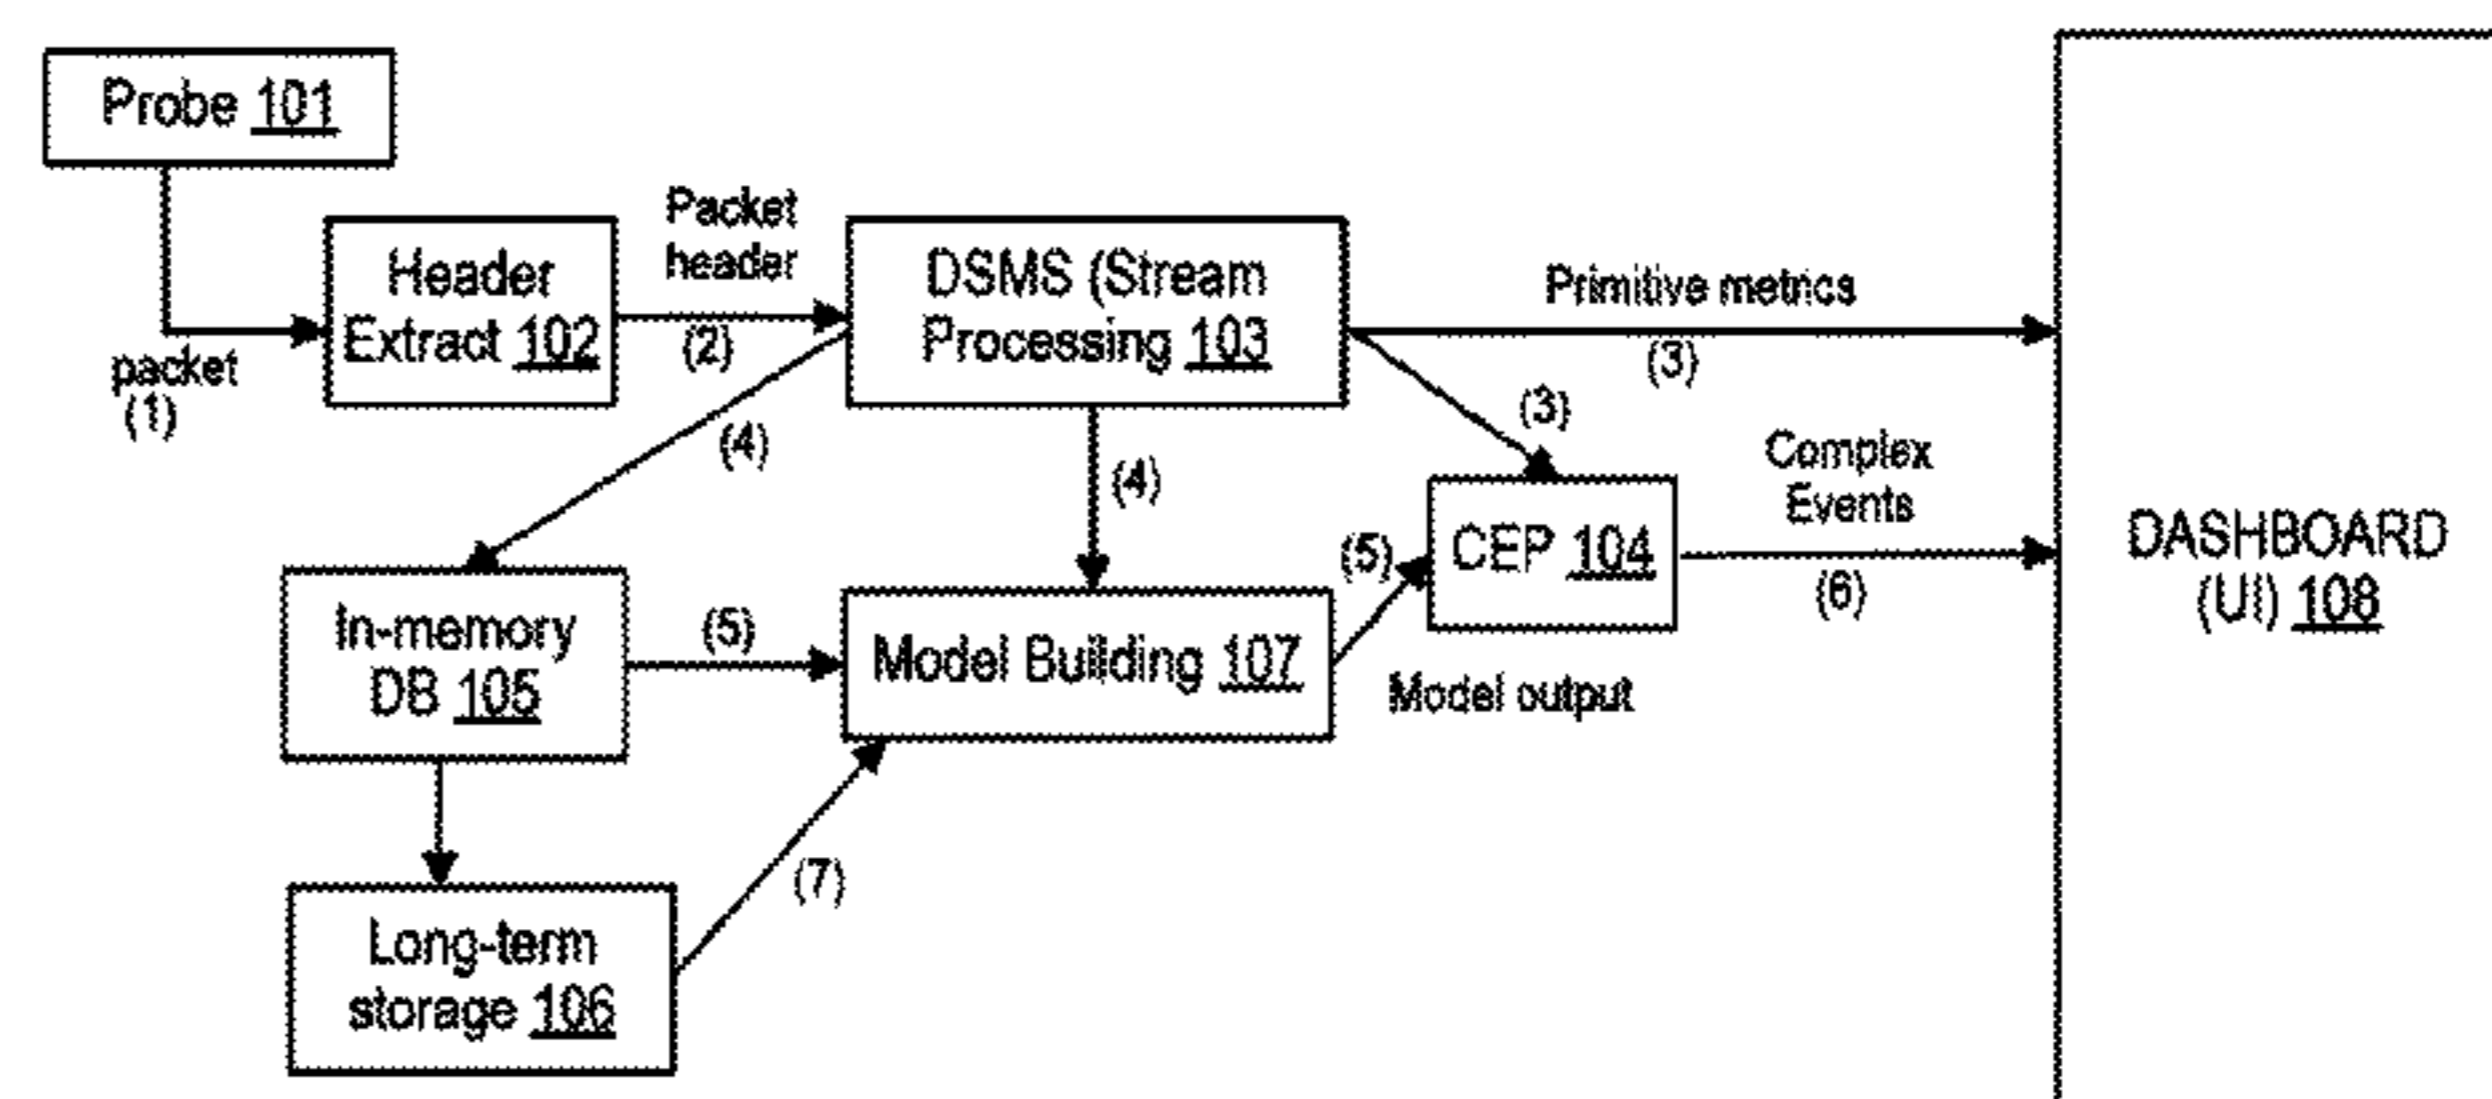 Probe 101
packet
(1)
Header
Extract 102
Packet
header
(2)
DSMS (Stream
Processing 103
Primitive metrics
(3)
(3)
(4)
(4)
Complex
Events
(6)
CEP 104
(5)
Model output
DASHBOARD
(UI) 108
In-memory
DB 105
(5)
Model Building 107
(7)
Long-term
storage 106